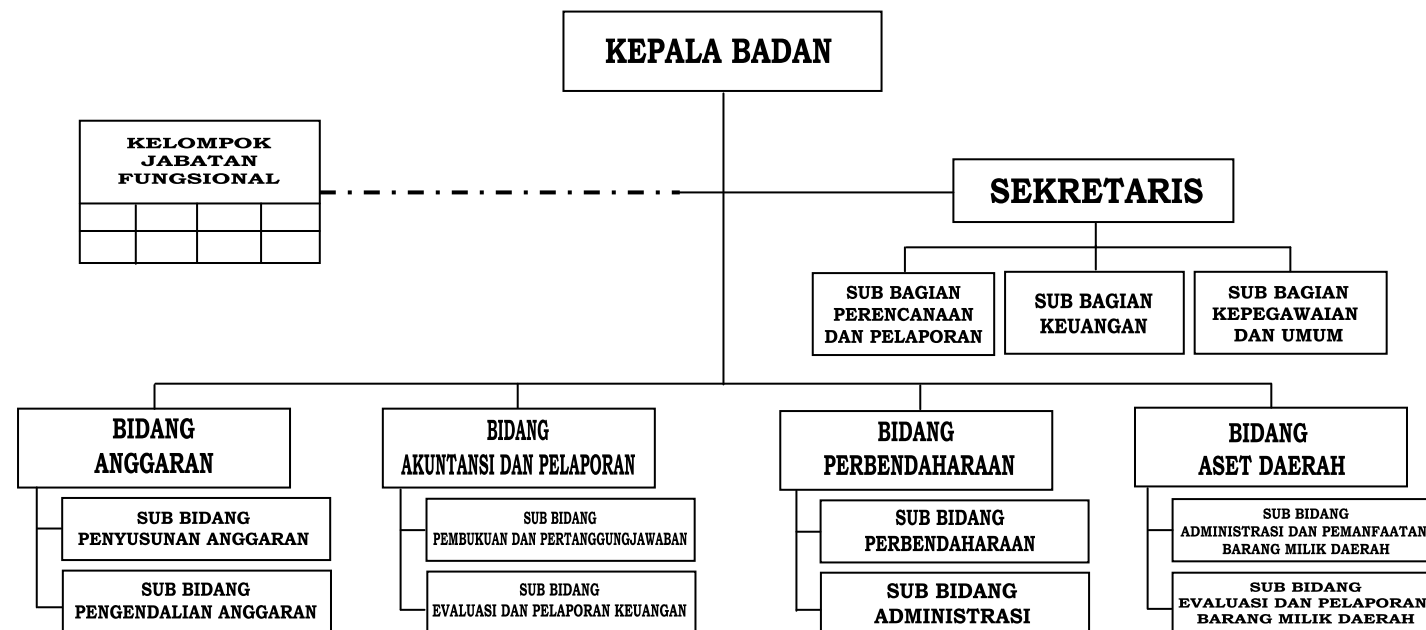 KEPALA BADAN
KELOMPOK
JABATAN
FUNGSIONAL
SEKRETARIS
SUB BAGIAN
PERENCANAAN
DAN PELAPORAN
SUB BAGIAN
KEUANGAN
SUB BAGIAN
KEPEGAWAIAN
DAN UMUM
BIDANG
ANGGARAN
BIDANG
AKUNTANSI DAN PELAPORAN
BIDANG
PERBENDAHARAAN
BIDANG
ASET DAERAH
SUB BIDANG
PENYUSUNAN ANGGARAN
SUB BIDANG
PEMBUKUAN DAN PERTANGGUNGJAWABAN
SUB BIDANG
PERBENDAHARAAN
SUB BIDANG
ADMINISTRASI DAN PEMANFAATAN
BARANG MILIK DAERAH
SUB BIDANG
PENGENDALIAN ANGGARAN
SUB BIDANG
EVALUASI DAN PELAPORAN KEUANGAN
SUB BIDANG
ADMINISTRASI
SUB BIDANG
EVALUASI DAN PELAPORAN
BARANG MILIK DAERAH